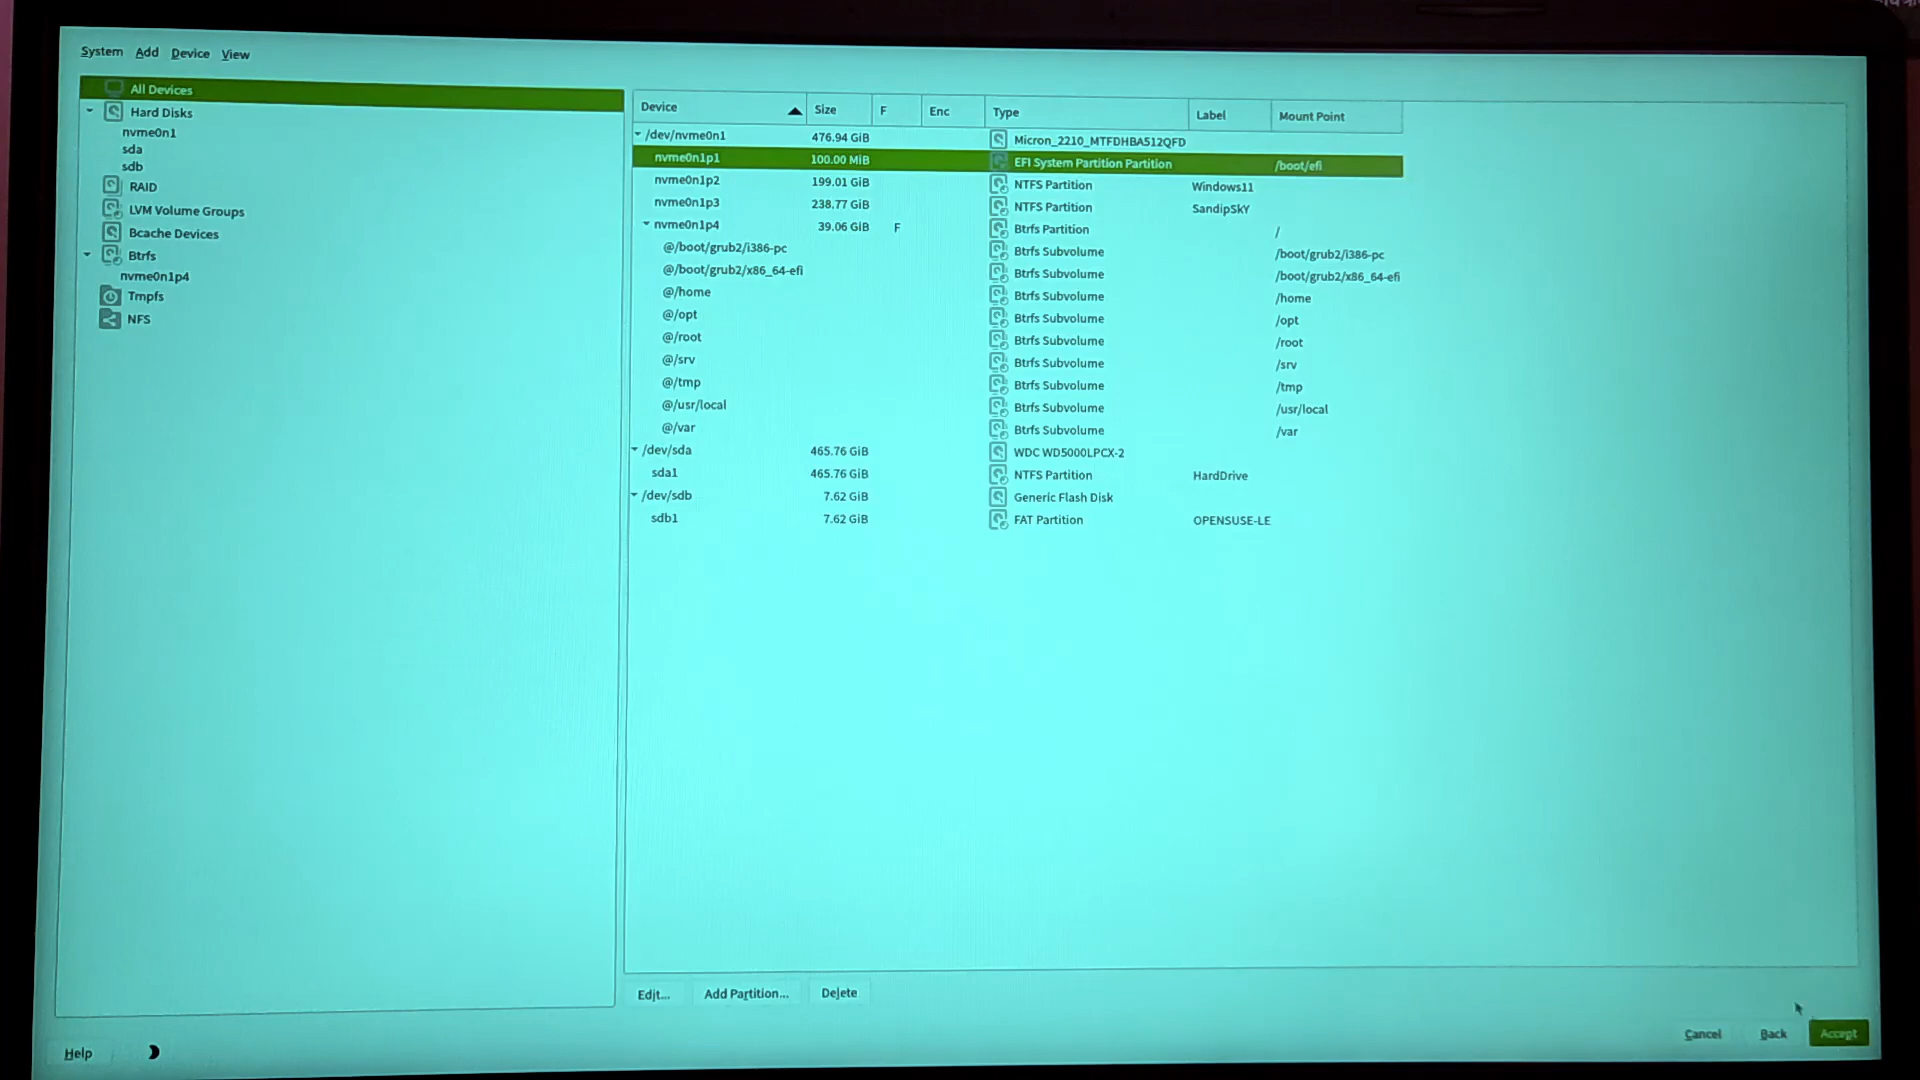 System Add Device View
All Devices
Hard Disks
nvme0n1
sda
sdb
RAID
LVM Volume Groups
Bcache Devices
Btrfs
nvme0n1p4
Tmpfs
NFS
Device Size F Enc Type Label Mount Point
/dev/nvme0n1 476.94 GiB Micron_2210_MTFDHBA512QFD
nvme0n1p1 100.00 MiB EFI System Partition Partition /boot/efi
nvme0n1p2 199.01 GiB NTFS Partition Windows11
nvme0n1p3 238.77 GiB NTFS Partition SandipSkY
nvme0n1p4 39.06 GiB F Btrfs Partition /
@/boot/grub2/i386-pc Btrfs Subvolume /boot/grub2/i386-pc
@/boot/grub2/x86_64-efi Btrfs Subvolume /boot/grub2/x86_64-efi
@/home Btrfs Subvolume /home
@/opt Btrfs Subvolume /opt
@/root Btrfs Subvolume /root
@/srv Btrfs Subvolume /srv
@/tmp Btrfs Subvolume /tmp
@/usr/local Btrfs Subvolume /usr/local
@/var Btrfs Subvolume /var
/dev/sda 465.76 GiB WDC WD5000LPCX-2
sda1 465.76 GiB NTFS Partition HardDrive
/dev/sdb 7.62 GiB Generic Flash Disk
sdb1 7.62 GiB FAT Partition OPENSUSE-LE
Edit... Add Partition... Delete
Help Cancel Back Accept